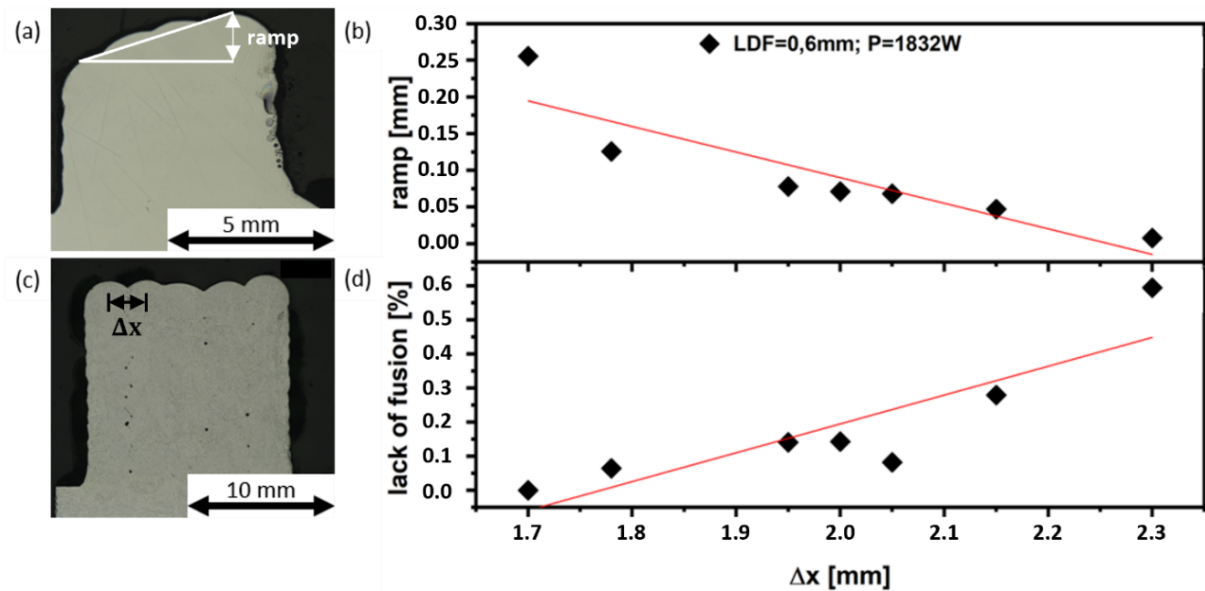 (a)
ramp
5 mm
(b)
ramp [mm]
0.30
0.25
0.20
0.15
0.10
0.05
0.00
LDF=0,6mm; P=1832W
(c)
Δx
10 mm
(d)
lack of fusion [%]
0.6
0.5
0.4
0.3
0.2
0.1
0.0
1.7 1.8 1.9 2.0 2.1 2.2 2.3
Δx [mm]